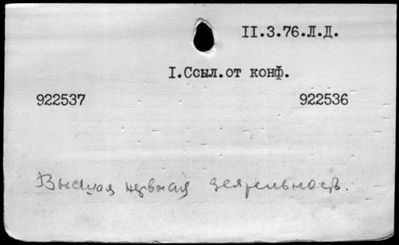 II.3.76.Л.Д.
I.Ссыл.от конф.
922537 922536
Высшая нервная деятельность.